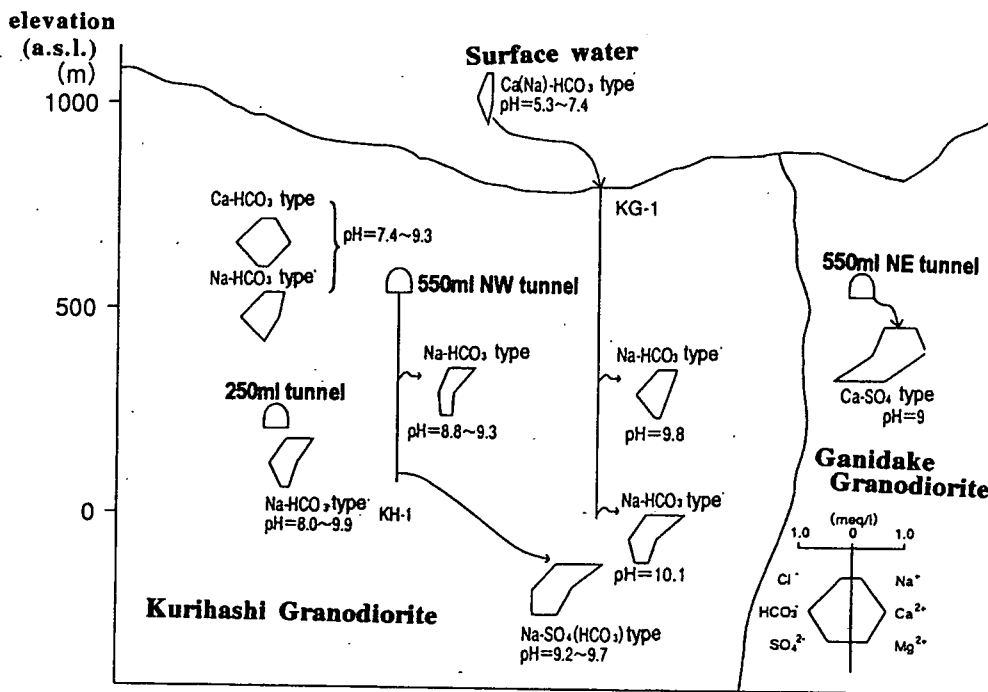 elevation
(a.s.l.)
(m)
1000
500
0
Surface water
Ca(Na)-HCO₃ type
pH=5.3~7.4
KG-1
Ca-HCO₃ type
pH=7.4~9.3
Na-HCO₃ type
550ml NW tunnel
550ml NE tunnel
Na-HCO₃ type
pH=8.8~9.3
Na-HCO₃ type
pH=9.8
Ca-SO₄ type
pH=9
250ml tunnel
Na-HCO₃ type
pH=8.0~9.9
KH-1
Na-HCO₃ type
pH=10.1
Na-SO₄(HCO₃) type
pH=9.2~9.7
Kurihashi Granodiorite
Ganidake
Granodiorite
(meq/l)
1.0 0 1.0
Cl⁻ Na⁺
HCO₃⁻ Ca²⁺
SO₄²⁻ Mg²⁺